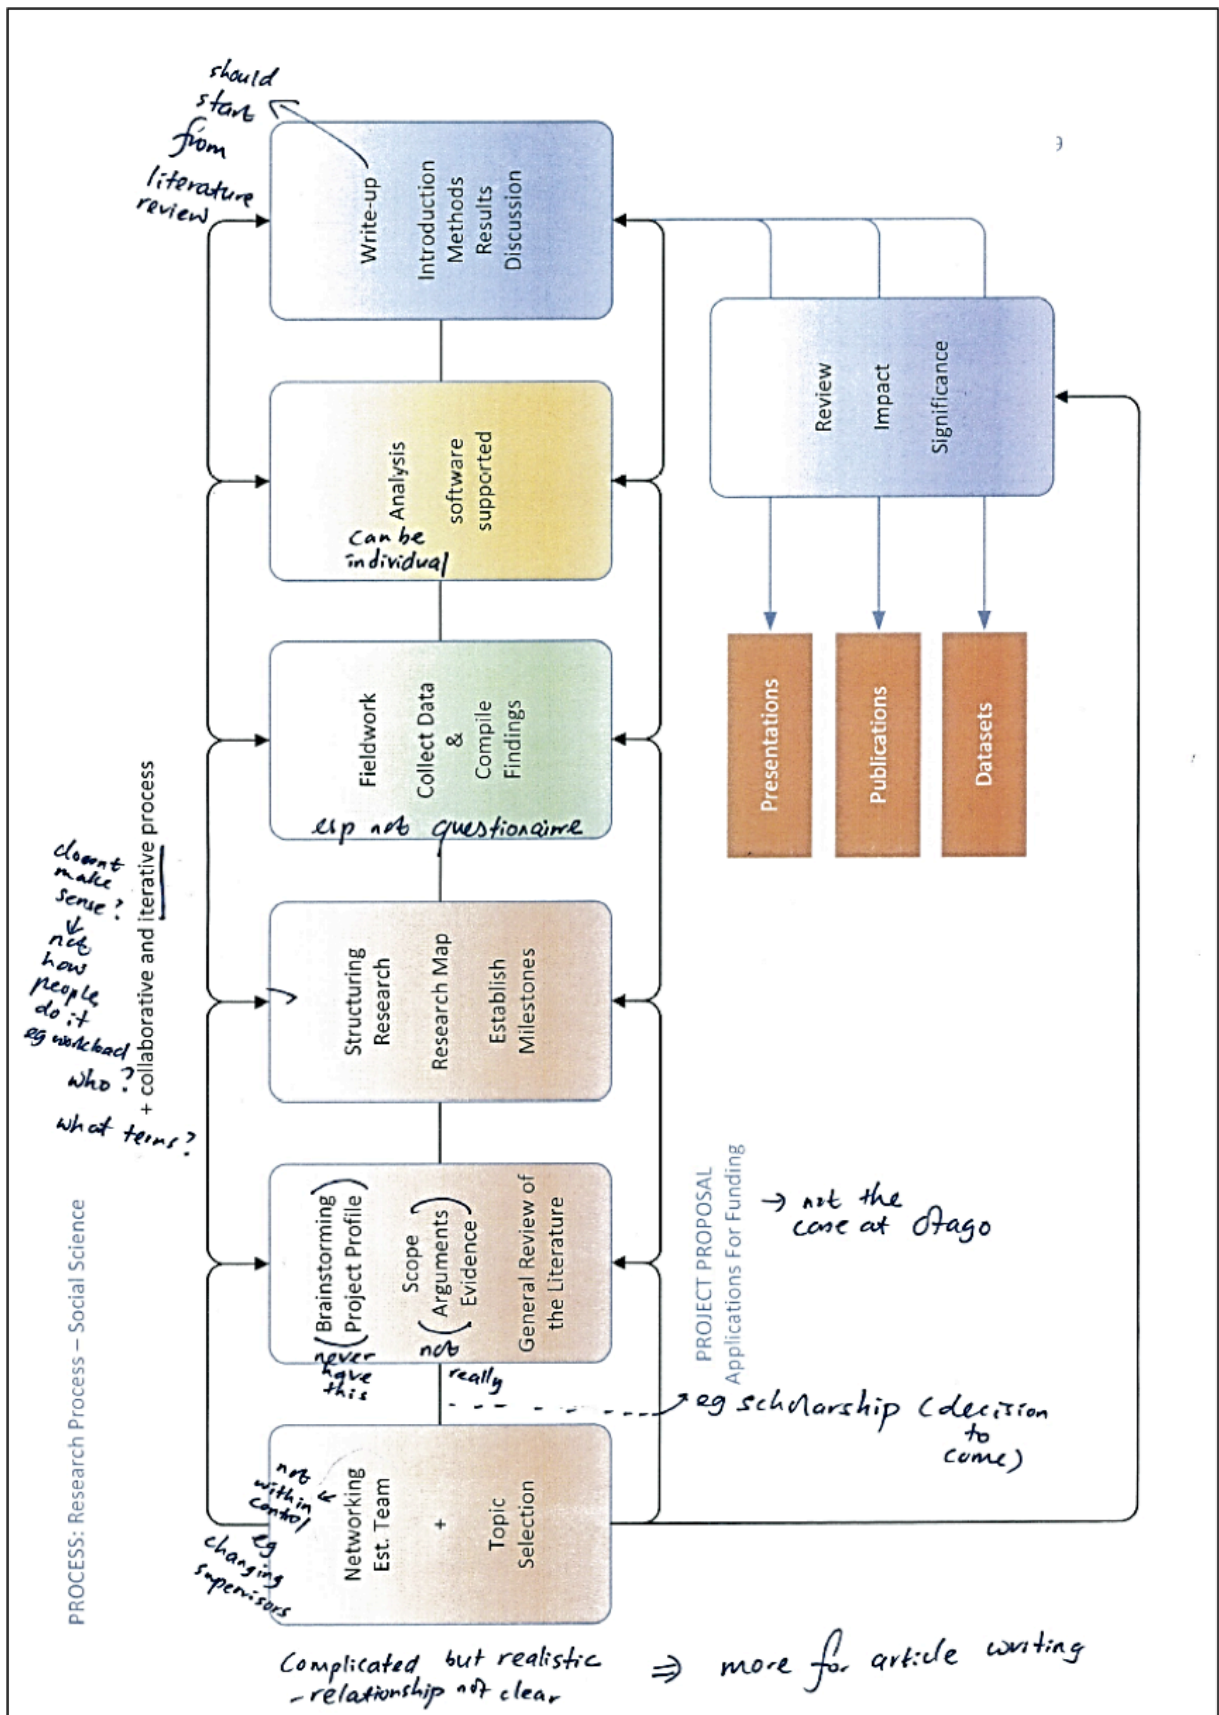 PROCESS: Research Process – Social Science
+ collaborative and iterative process
doesnt
make
sense?
not
how
people
do it
eg workload
who?
what terms?
Networking
Est. Team
+
Topic
Selection
not
within
control
eg
changing
supervisors
(Brainstorming)
(Project Profile)
Scope
(Arguments)
Evidence
General Review of
the Literature
never
have
this
not
really
Structuring
Research
Research Map
Establish
Milestones
Fieldwork
Collect Data
&
Compile
Findings
esp not questionaire
Analysis
software
supported
can be
individual
Write-up
Introduction
Methods
Results
Discussion
should
start
from
literature
review
PROJECT PROPOSAL
Applications For Funding
→ not the
case at Otago
eg scholarship (decision
to
come)
Review
Impact
Significance
Presentations
Publications
Datasets
Complicated but realistic
- relationship not clear
⇒ more for article writing